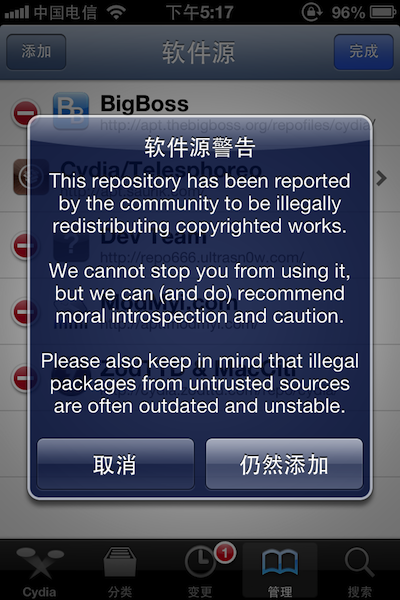 中国电信
下午5:17
96%
添加
软件源
完成
BigBoss
http://apt.thebigboss.org/repofiles/cydia/
Cydia/Telesphoreo
软件源警告
This repository has been reported
by the community to be illegally
redistributing copyrighted works.
Dev Team
http://repo666.ultrasn0w.com/
We cannot stop you from using it,
but we can (and do) recommend
moral introspection and caution.
ModMyi.com
Please also keep in mind that illegal
packages from untrusted sources
are often outdated and unstable.
ZodTTD & MacCiti
取消
仍然添加
1
Cydia
分类
变更
管理
搜索